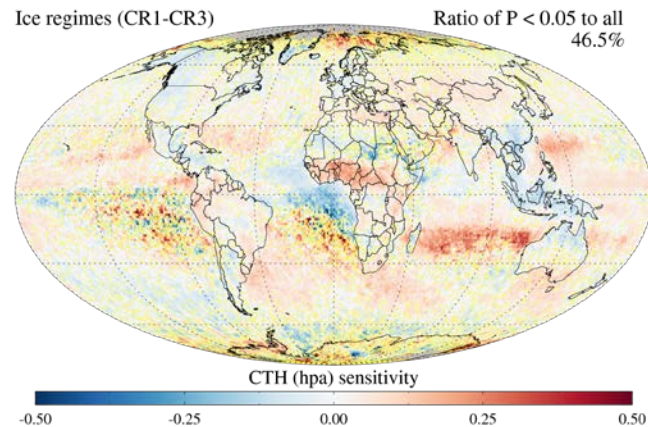 Ice regimes (CR1-CR3)
Ratio of P < 0.05 to all
46.5%
CTH (hpa) sensitivity
-0.50 -0.25 0.00 0.25 0.50